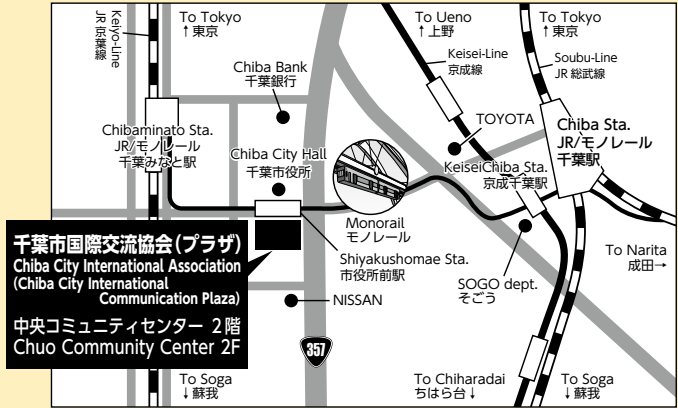 To Tokyo
↑東京
Keiyo-Line
JR 京葉線
To Ueno
↑上野
To Tokyo
↑東京
Keisei-Line
京成線
Soubu-Line
JR 総武線
Chiba Bank
千葉銀行
TOYOTA
Chiba Sta.
JR/モノレール
千葉駅
Chibaminato Sta.
JR/モノレール
千葉みなと駅
Chiba City Hall
千葉市役所
KeiseiChiba Sta.
京成千葉駅
Monorail
モノレール
千葉市国際交流協会(プラザ)
Chiba City International Association
(Chiba City International
Communication Plaza)
中央コミュニティセンター 2階
Chuo Community Center 2F
Shiyakushomae Sta.
市役所前駅
To Narita
成田→
SOGO dept.
そごう
NISSAN
357
To Soga
↓蘇我
To Chiharadai
ちはら台↓
To Soga
↓蘇我